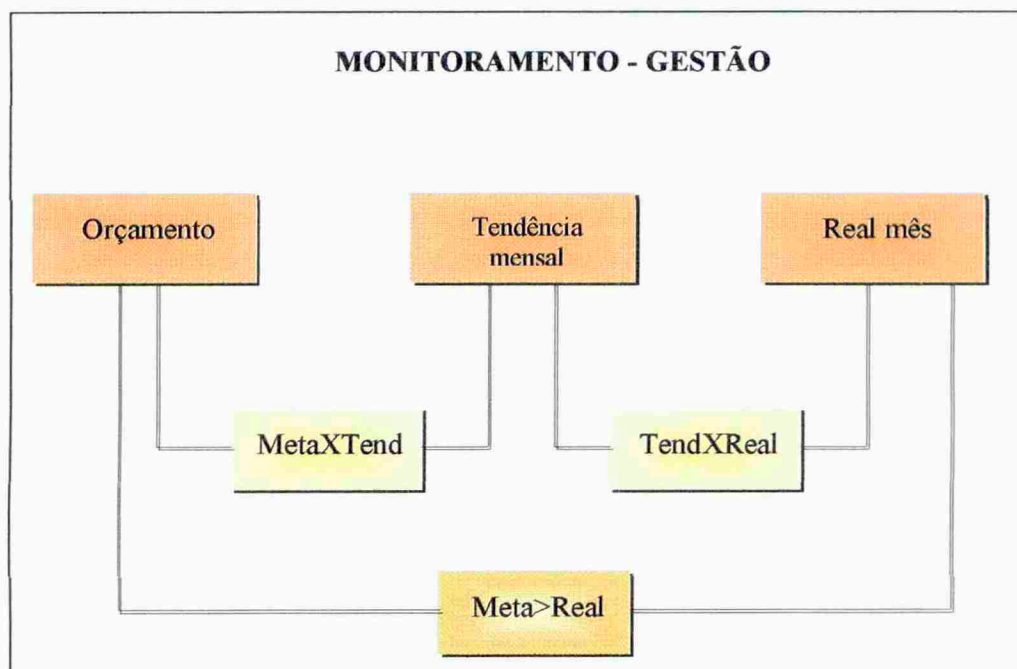 MONITORAMENTO - GESTÃO
Orçamento
Tendência
mensal
Real mês
MetaXTend
TendXReal
Meta>Real